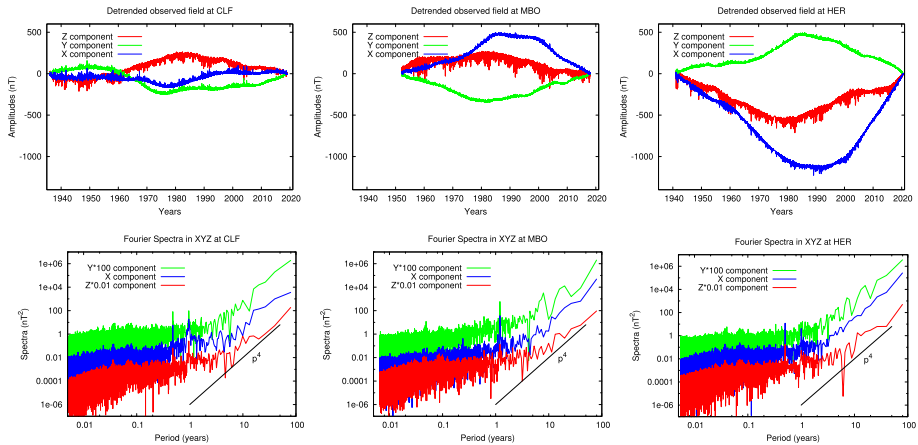 Detrended observed field at CLF
Z component
Y component
X component
500
0
-500
-1000
Amplitudes (nT)
1940 1950 1960 1970 1980 1990 2000 2010 2020
Years
Detrended observed field at MBO
Z component
Y component
X component
500
0
-500
-1000
Amplitudes (nT)
1940 1950 1960 1970 1980 1990 2000 2010 2020
Years
Detrended observed field at HER
Z component
Y component
X component
500
0
-500
-1000
Amplitudes (nT)
1940 1950 1960 1970 1980 1990 2000 2010 2020
Years
Fourier Spectra in XYZ at CLF
Y*100 component
X component
Z*0.01 component
1e+06
100
1
0.01
0.0001
1e-06
Spectra (nT⁻²)
p⁴
0.01 0.1 1 10 100
Period (years)
Fourier Spectra in XYZ at MBO
Y*100 component
X component
Z*0.01 component
1e+06
100
1
0.01
0.0001
1e-06
Spectra (nT⁻²)
p⁴
0.01 0.1 1 10 100
Period (years)
Fourier Spectra in XYZ at HER
Y*100 component
X component
Z*0.01 component
1e+06
100
1
0.01
0.0001
1e-06
Spectra (nT⁻²)
p⁴
0.01 0.1 1 10 100
Period (years)